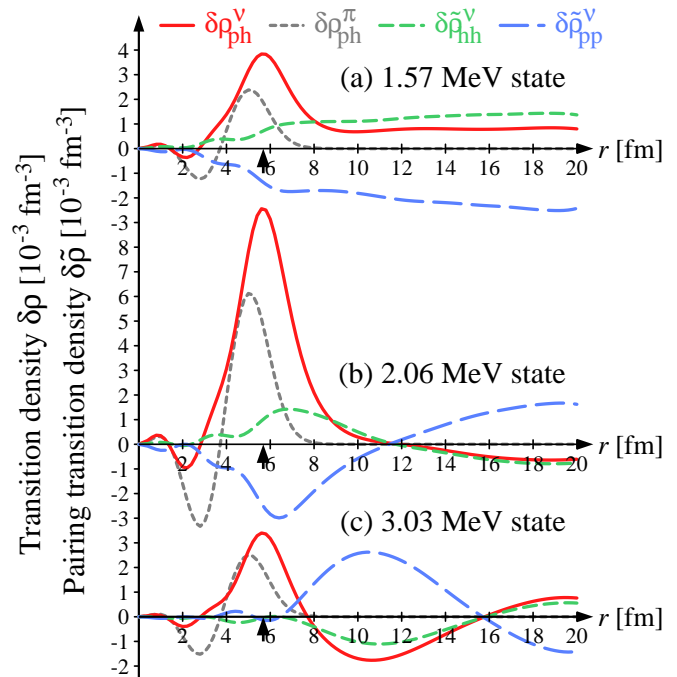 δρ^ν_ph δρ^π_ph δρ̃^ν_hh δρ̃^ν_pp
Transition density δρ [10^-3 fm^-3]
Pairing transition density δρ̃ [10^-3 fm^-3]
4
3
2
1
0
-1
-2
-3
(a) 1.57 MeV state
r [fm]
2 4 6 8 10 12 14 16 18 20
8
7
6
5
4
3
2
1
0
-1
-2
-3
(b) 2.06 MeV state
r [fm]
2 4 6 8 10 12 14 16 18 20
3
2
1
0
-1
-2
(c) 3.03 MeV state
r [fm]
2 4 6 8 10 12 14 16 18 20